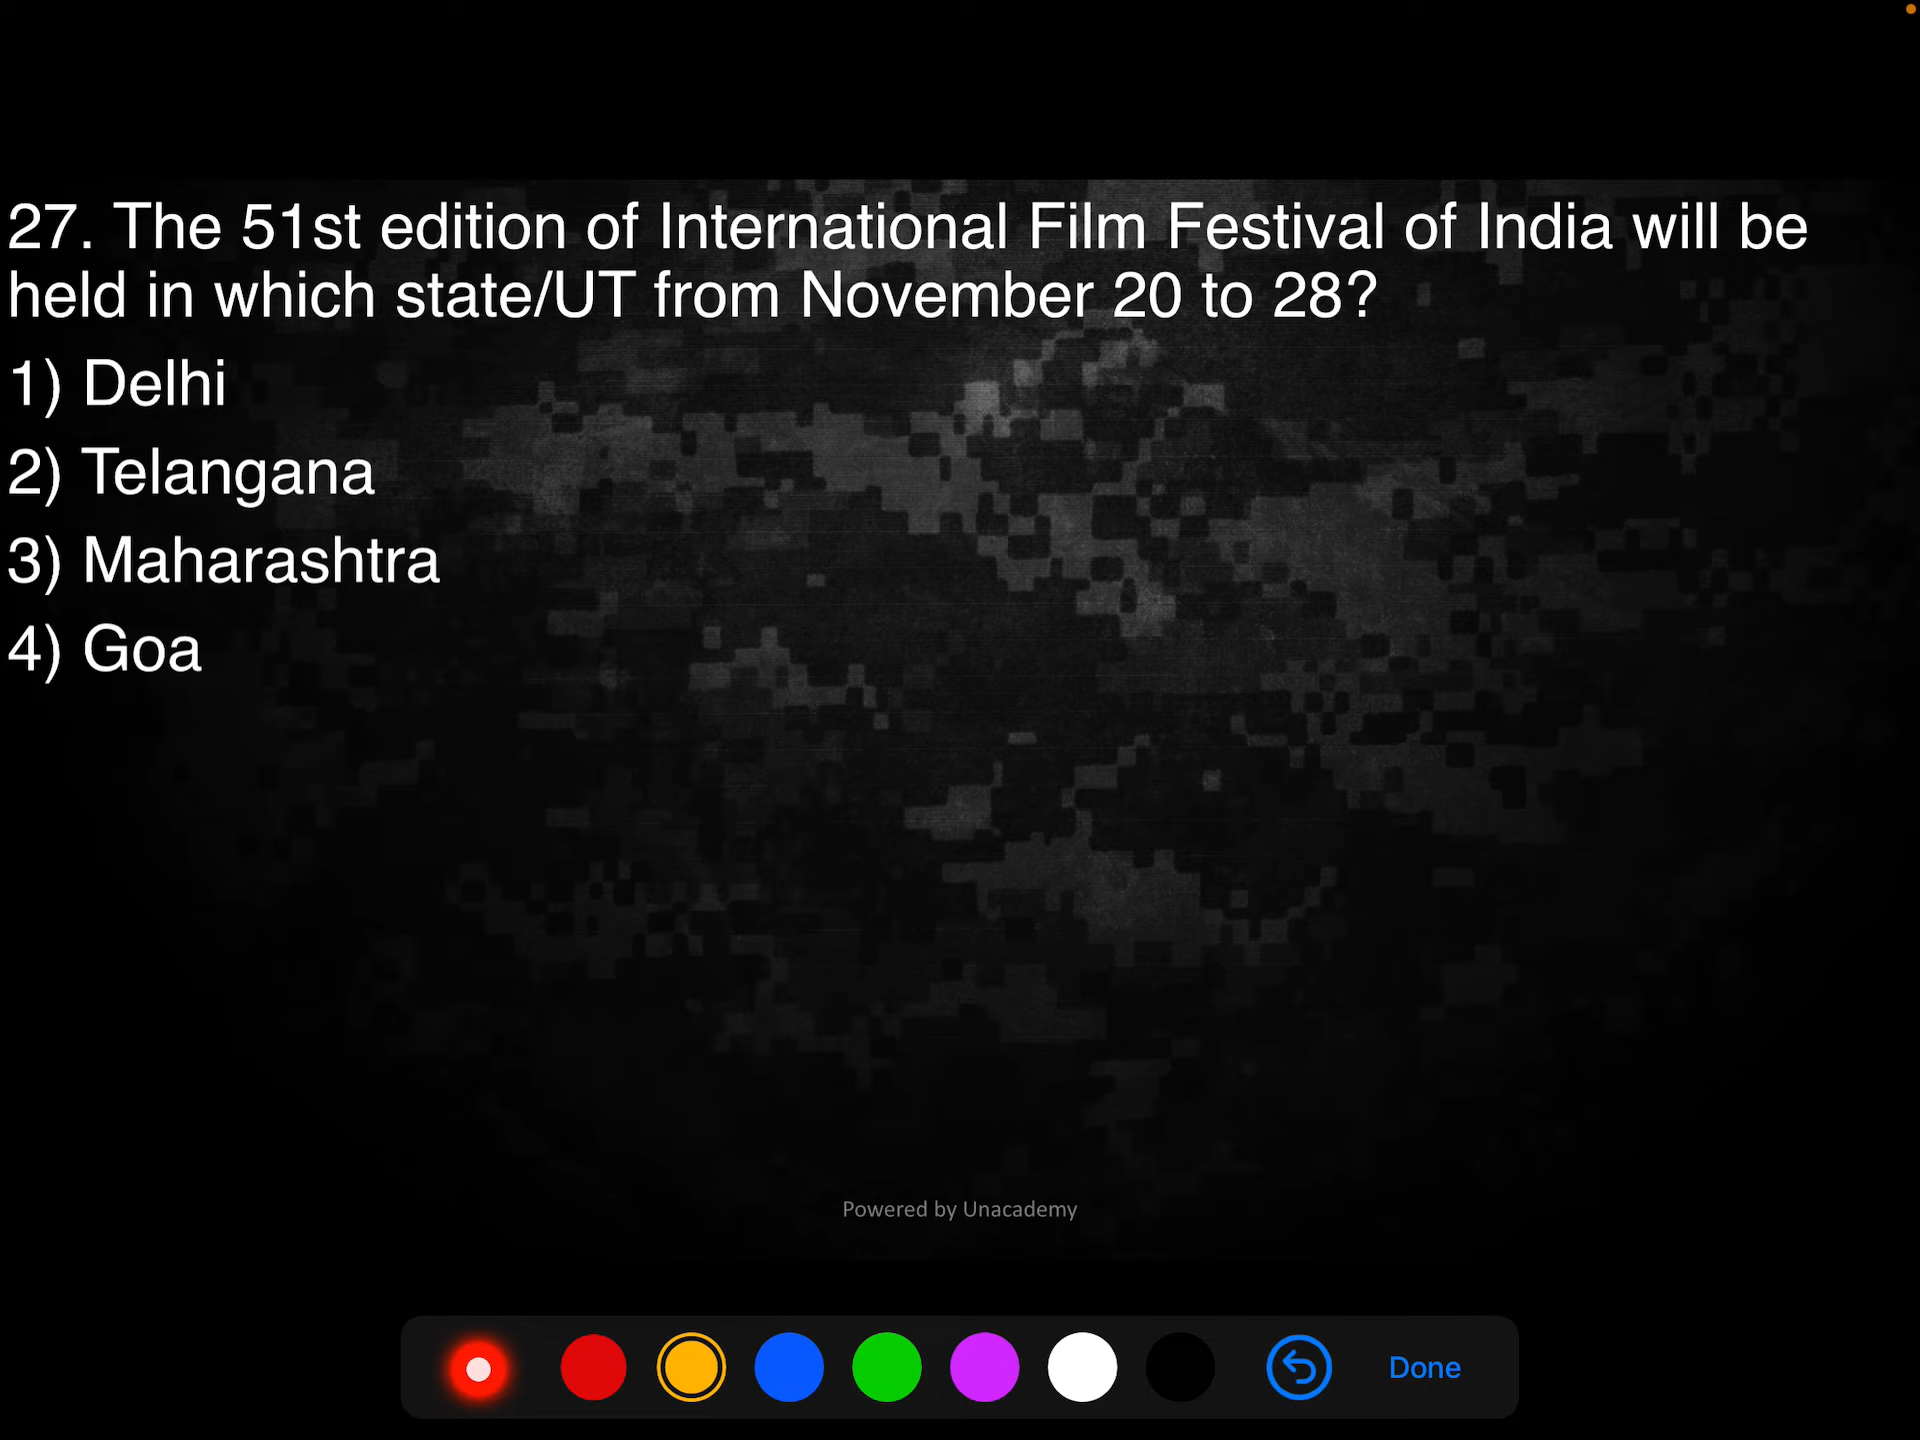 27. The 51st edition of International Film Festival of India will be
held in which state/UT from November 20 to 28?
1) Delhi
2) Telangana
3) Maharashtra
4) Goa
Powered by Unacademy
Done